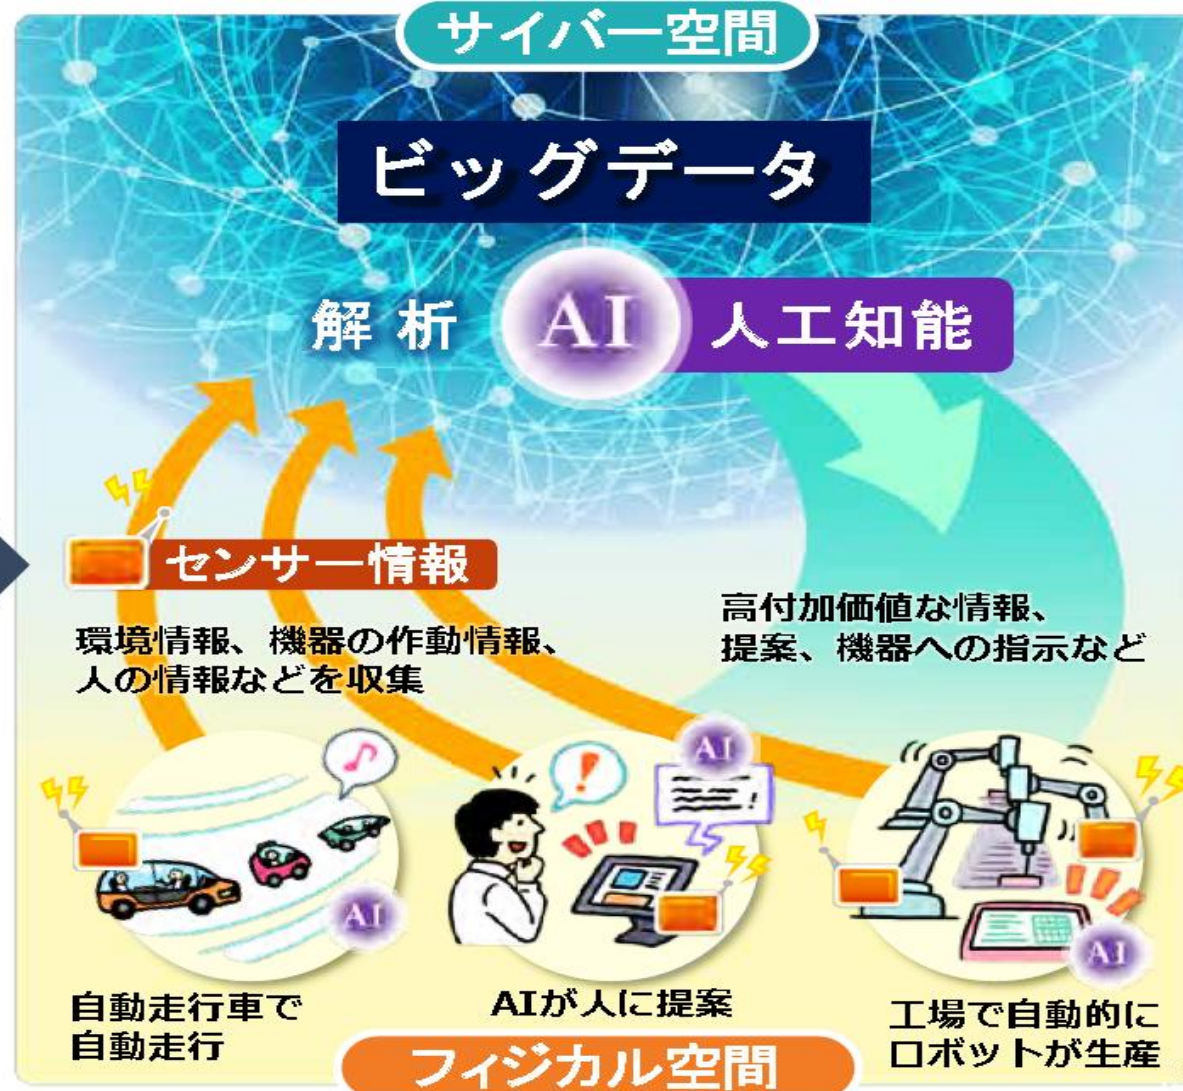 サイバー空間
ビッグデータ
解析 AI 人工知能
センサー情報
環境情報、機器の作動情報、
人の情報などを収集
高付加価値な情報、
提案、機器への指示など
AI
AI
AI
自動走行車で
自動走行
AIが人に提案
工場で自動的に
ロボットが生産
フィジカル空間